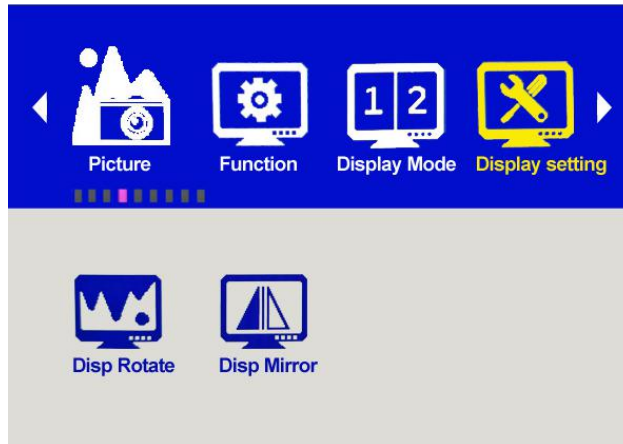 1 2
Picture
Function
Display Mode
Display setting
Disp Rotate
Disp Mirror